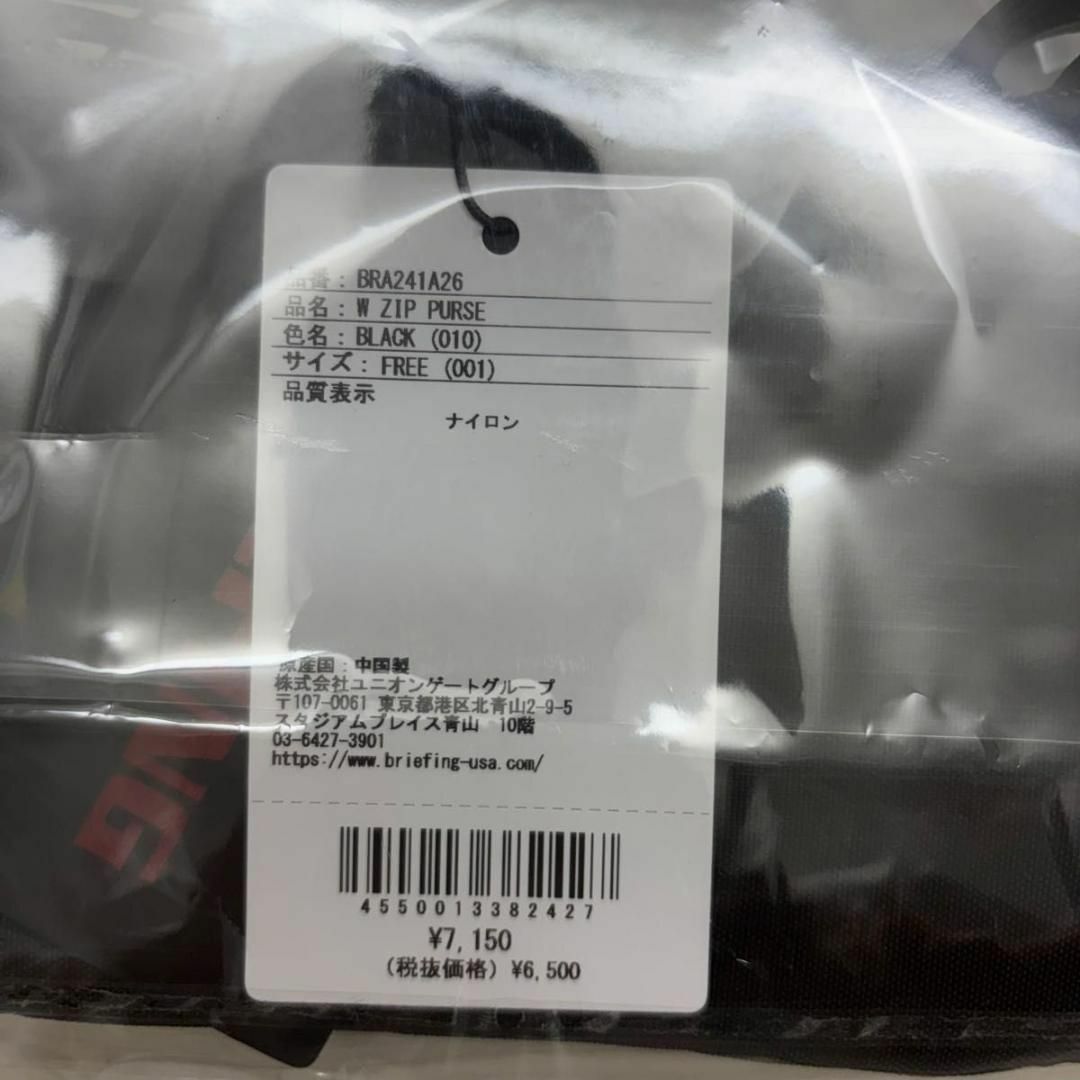 品番：BRA241A26
品名：W ZIP PURSE
色名：BLACK (010)
サイズ：FREE (001)
品質表示
ナイロン
原産国：中国製
株式会社ユニオンゲートグループ
〒107-0061 東京都港区北青山2-9-5
スタジアムプレイス青山 10階
03-6427-3901
https://www.briefing-usa.com/
4550013382427
¥7,150
(税抜価格) ¥6,500